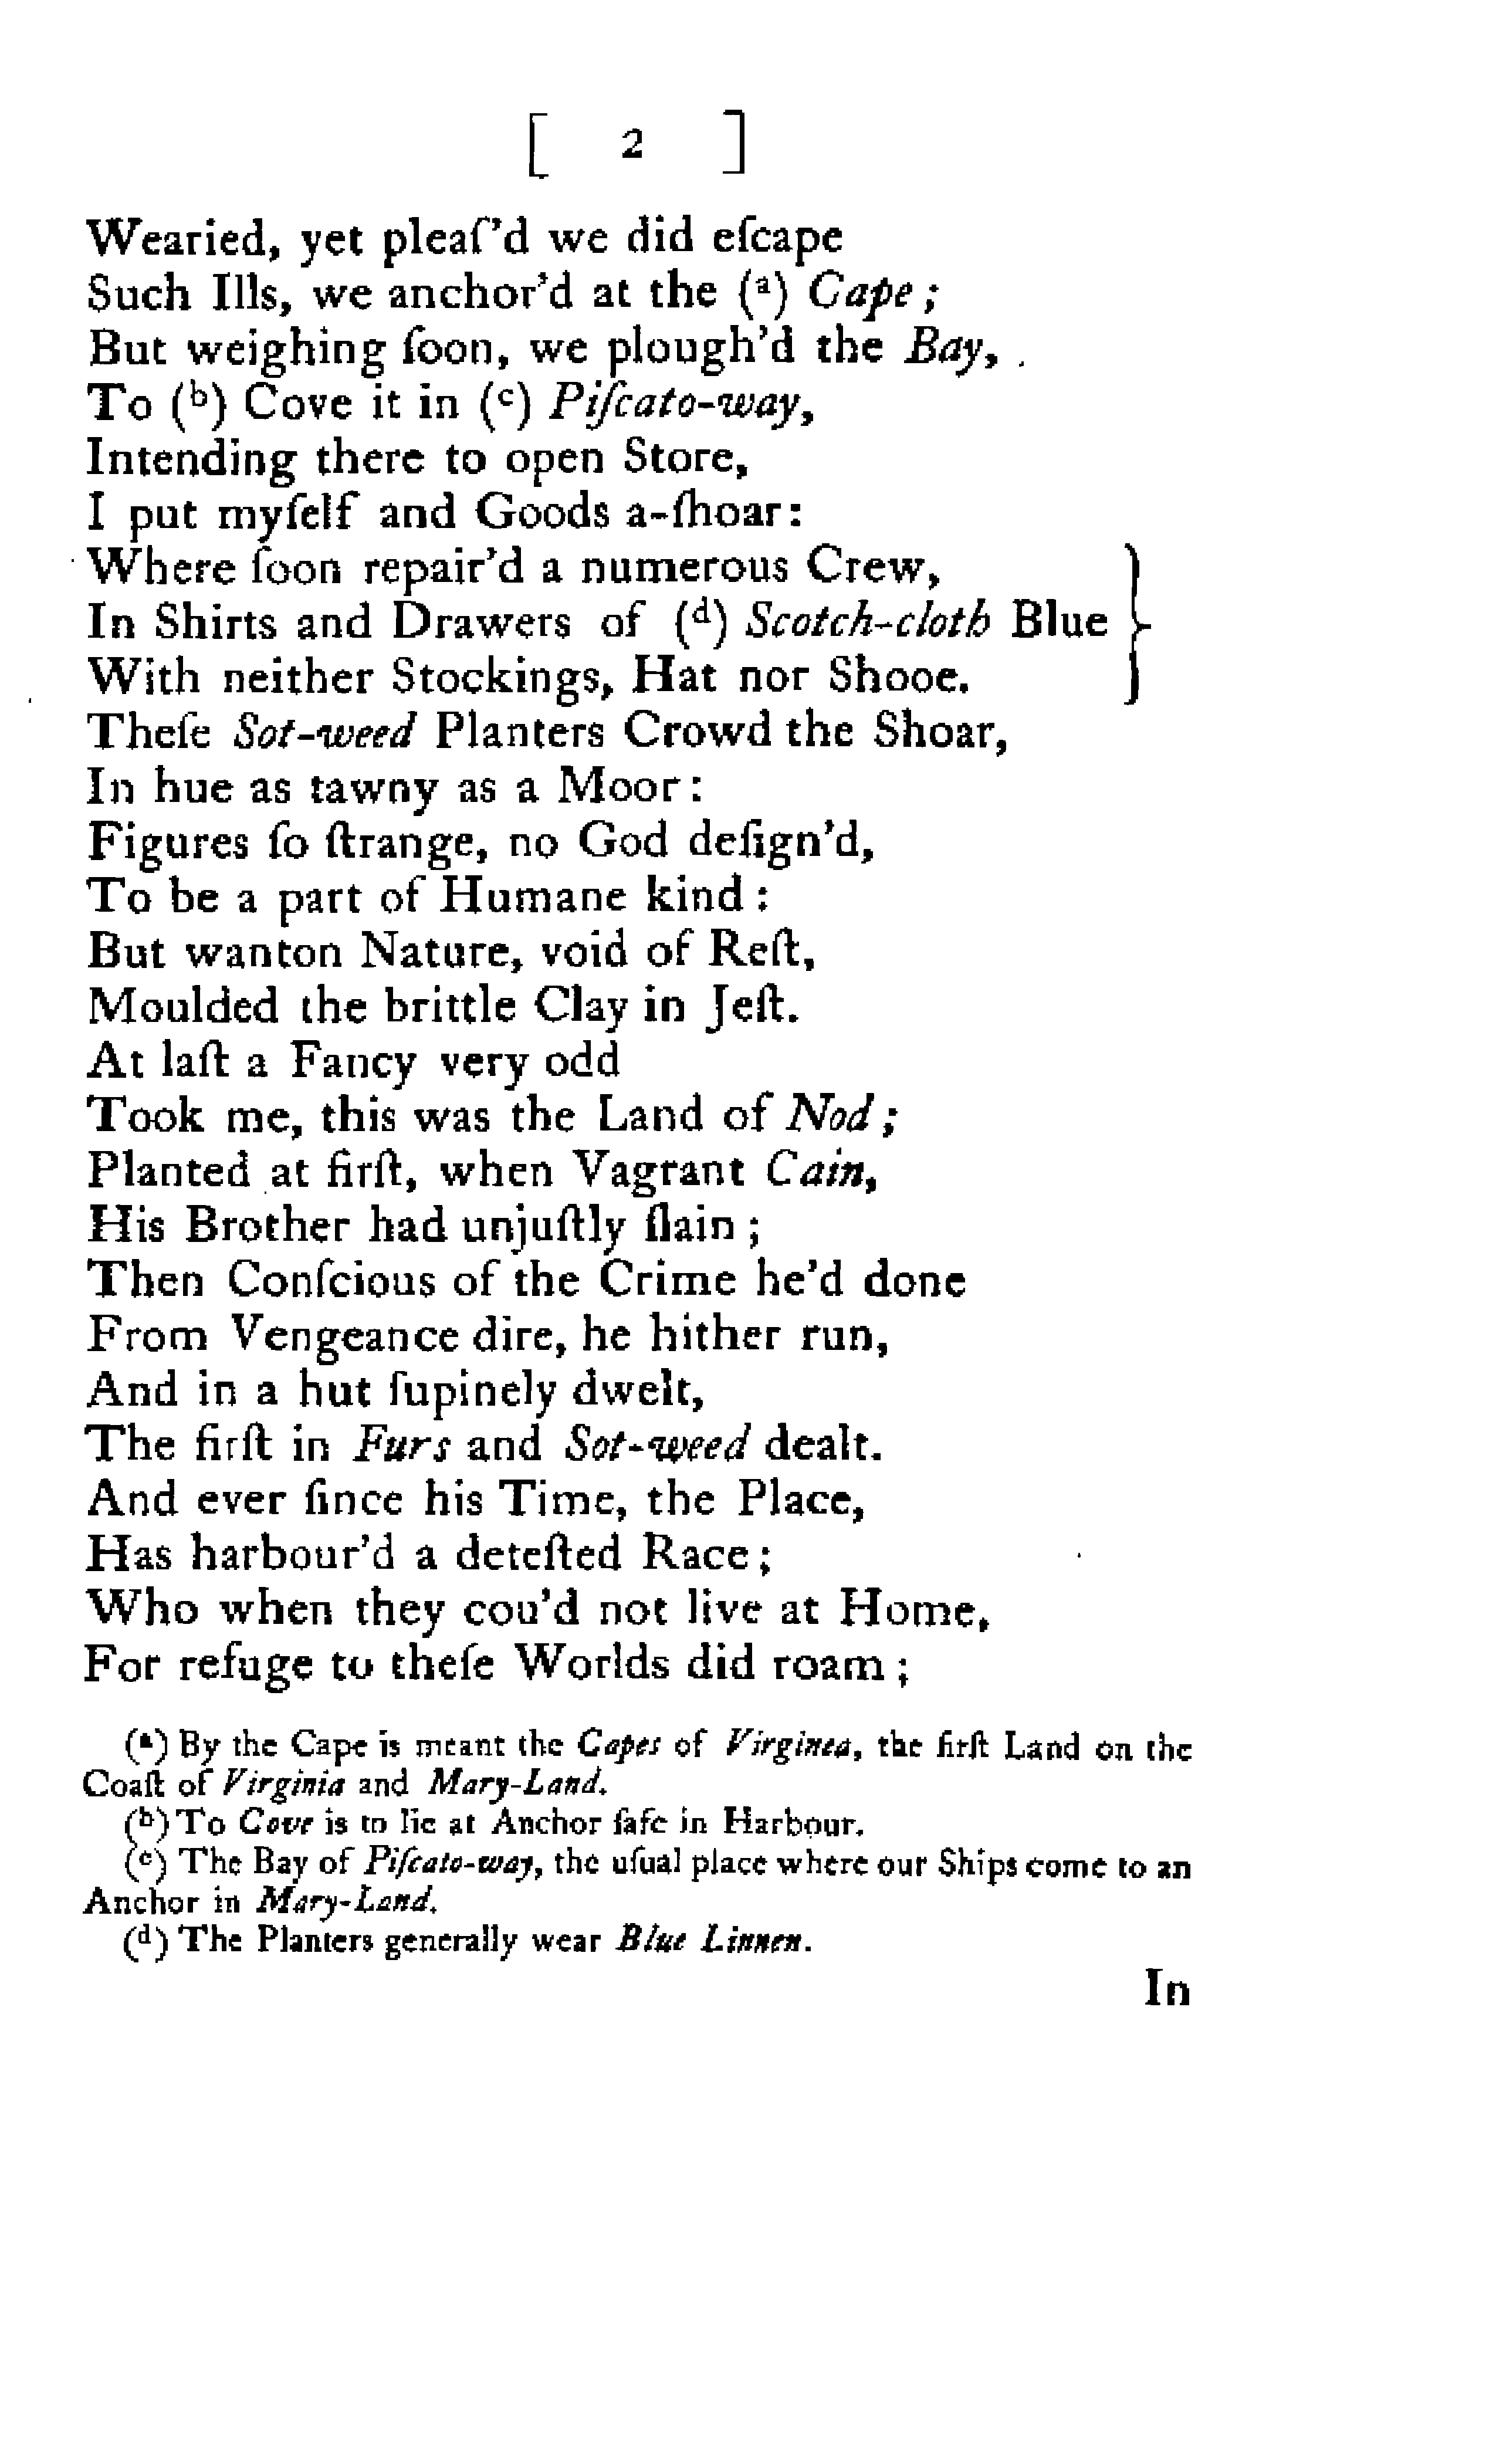 [ 2 ]
Wearied, yet pleaſ'd we did eſcape
Such Ills, we anchor'd at the (a) Cape;
But weighing ſoon, we plough'd the Bay,
To (b) Cove it in (c) Piſcato-way,
Intending there to open Store,
I put myſelf and Goods a-ſhoar:
Where ſoon repair'd a numerous Crew,
In Shirts and Drawers of (d) Scotch-cloth Blue
With neither Stockings, Hat nor Shooe.
Theſe Sot-weed Planters Crowd the Shoar,
In hue as tawny as a Moor:
Figures ſo ſtrange, no God deſign'd,
To be a part of Humane kind:
But wanton Nature, void of Reſt,
Moulded the brittle Clay in Jeſt.
At laſt a Fancy very odd
Took me, this was the Land of Nod;
Planted at firſt, when Vagrant Cain,
His Brother had unjuſtly ſlain;
Then Conſcious of the Crime he'd done
From Vengeance dire, he hither run,
And in a hut ſupinely dwelt,
The firſt in Furs and Sot-weed dealt.
And ever ſince his Time, the Place,
Has harbour'd a deteſted Race;
Who when they cou'd not live at Home,
For refuge to theſe Worlds did roam;
(a) By the Cape is meant the Capes of Virginea, the firſt Land on the
Coaſt of Virginia and Mary-Land.
(b) To Cove is to lie at Anchor ſafe in Harbour.
(c) The Bay of Piſcato-way, the uſual place where our Ships come to an
Anchor in Mary-Land.
(d) The Planters generally wear Blue Linnen.
In